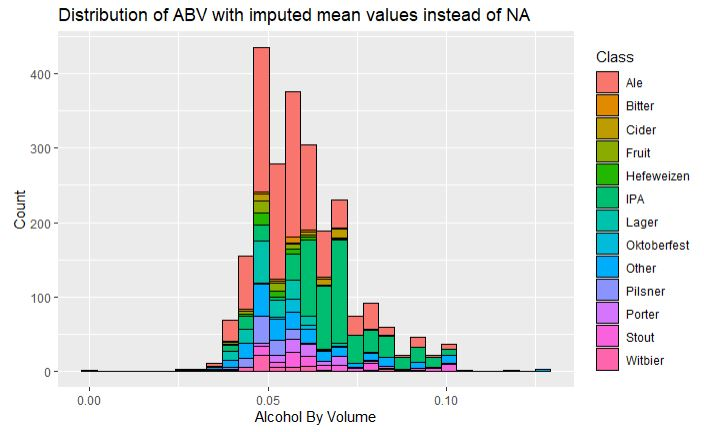 Distribution of ABV with imputed mean values instead of NA
Count
400
300
200
100
0
0.00
0.05
0.10
Alcohol By Volume
Class
Ale
Bitter
Cider
Fruit
Hefeweizen
IPA
Lager
Oktoberfest
Other
Pilsner
Porter
Stout
Witbier